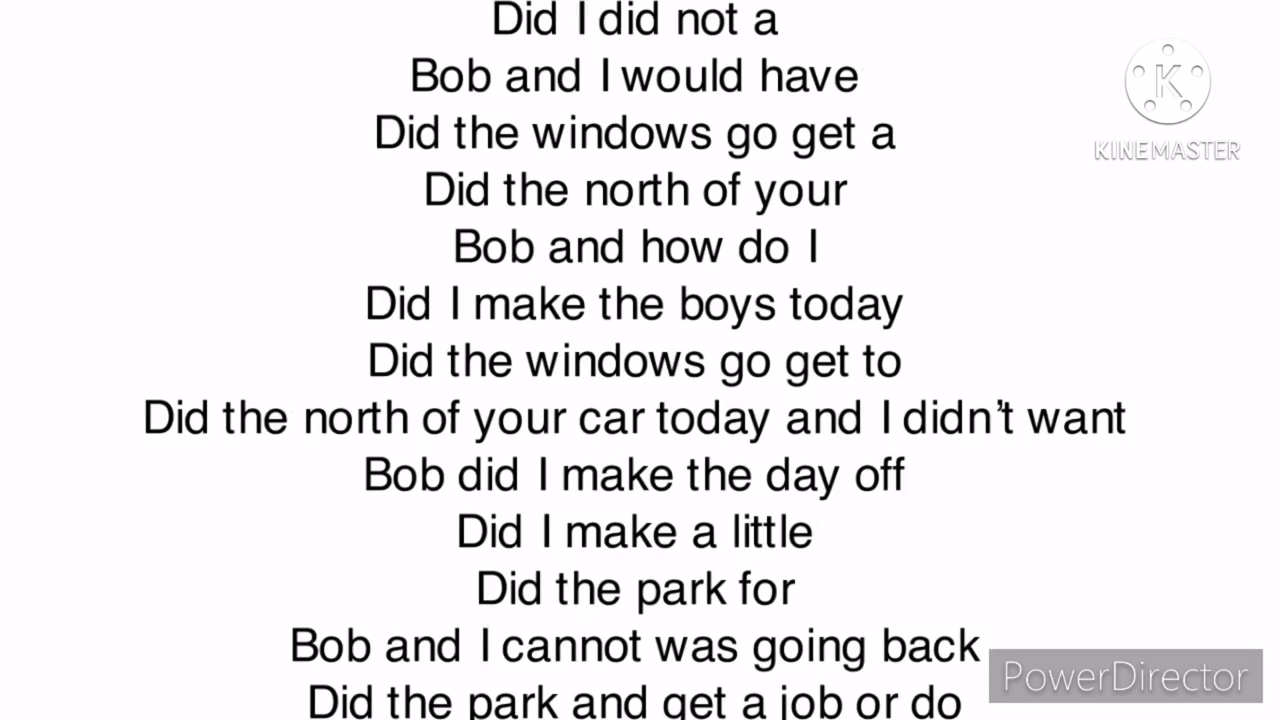 Did I did not a
Bob and I would have
Did the windows go get a
Did the north of your
Bob and how do I
Did I make the boys today
Did the windows go get to
Did the north of your car today and I didn't want
Bob did I make the day off
Did I make a little
Did the park for
Bob and I cannot was going back
Did the park and get a job or do
K
KINEMASTER
PowerDirector